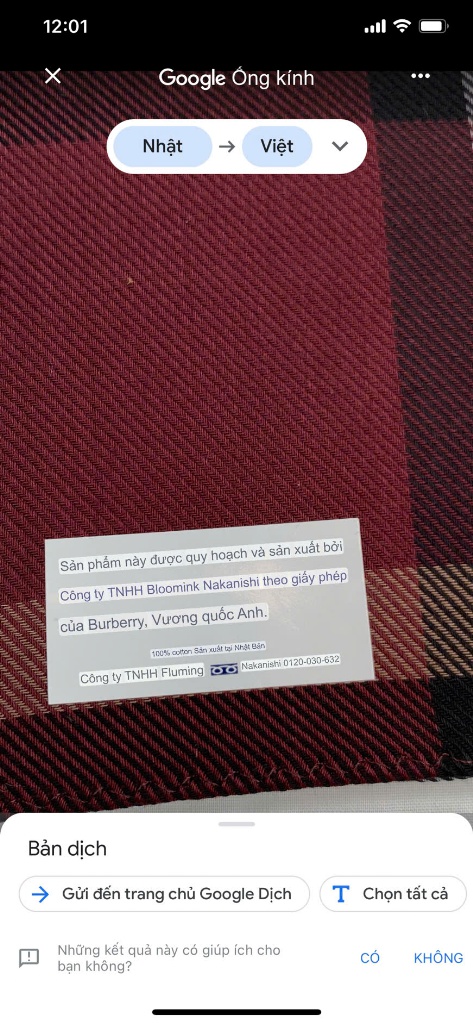 12:01
Google Ống kính
Nhật → Việt
Sản phẩm này được quy hoạch và sản xuất bởi
Công ty TNHH Bloomink Nakanishi theo giấy phép
của Burberry, Vương quốc Anh.
100% cotton Sản xuất tại Nhật Bản
Công ty TNHH Fluming Nakanishi 0120-030-632
Bản dịch
Gửi đến trang chủ Google Dịch
Chọn tất cả
Những kết quả này có giúp ích cho
bạn không?
CÓ KHÔNG